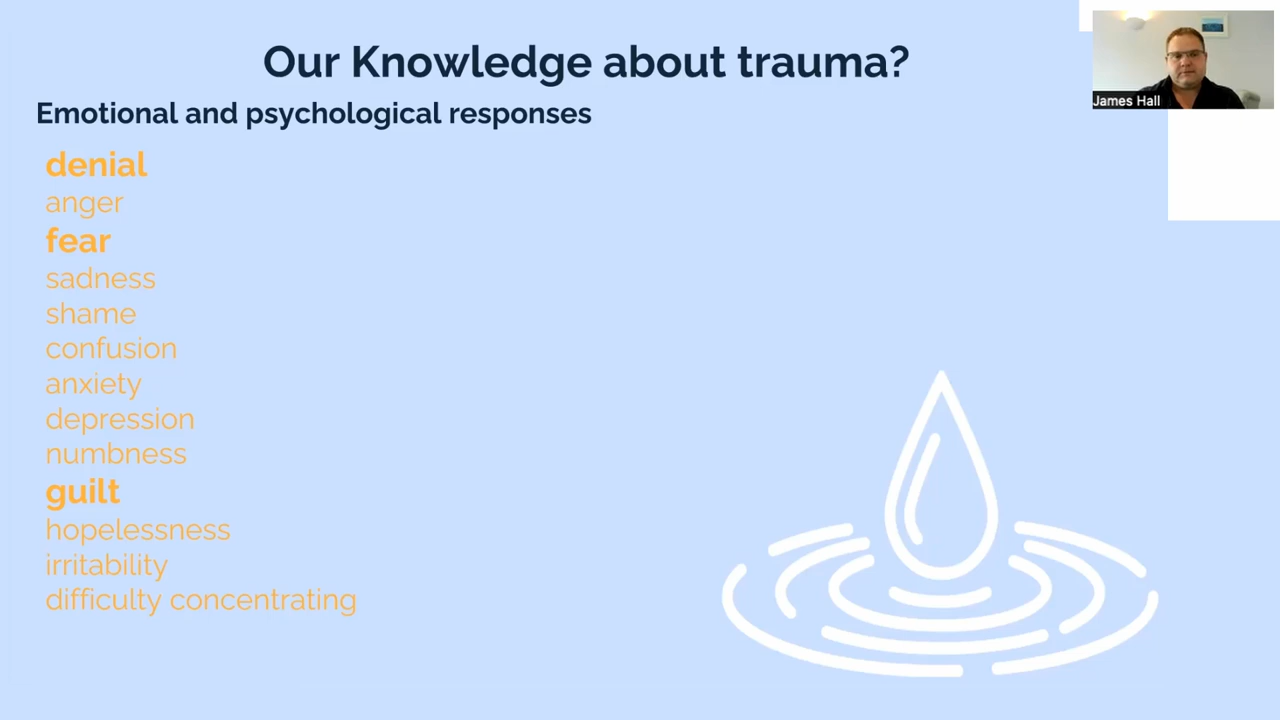 Our Knowledge about trauma?
James Hall
Emotional and psychological responses
denial
anger
fear
sadness
shame
confusion
anxiety
depression
numbness
guilt
hopelessness
irritability
difficulty concentrating